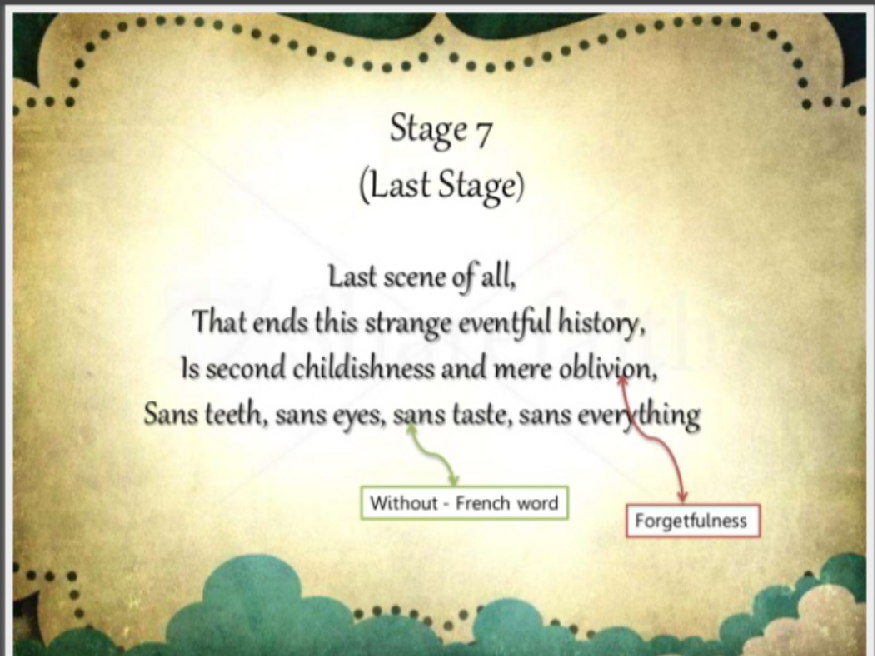 Stage 7
(Last Stage)
Last scene of all,
That ends this strange eventful history,
Is second childishness and mere oblivion,
Sans teeth, sans eyes, sans taste, sans everything
Without - French word
Forgetfulness